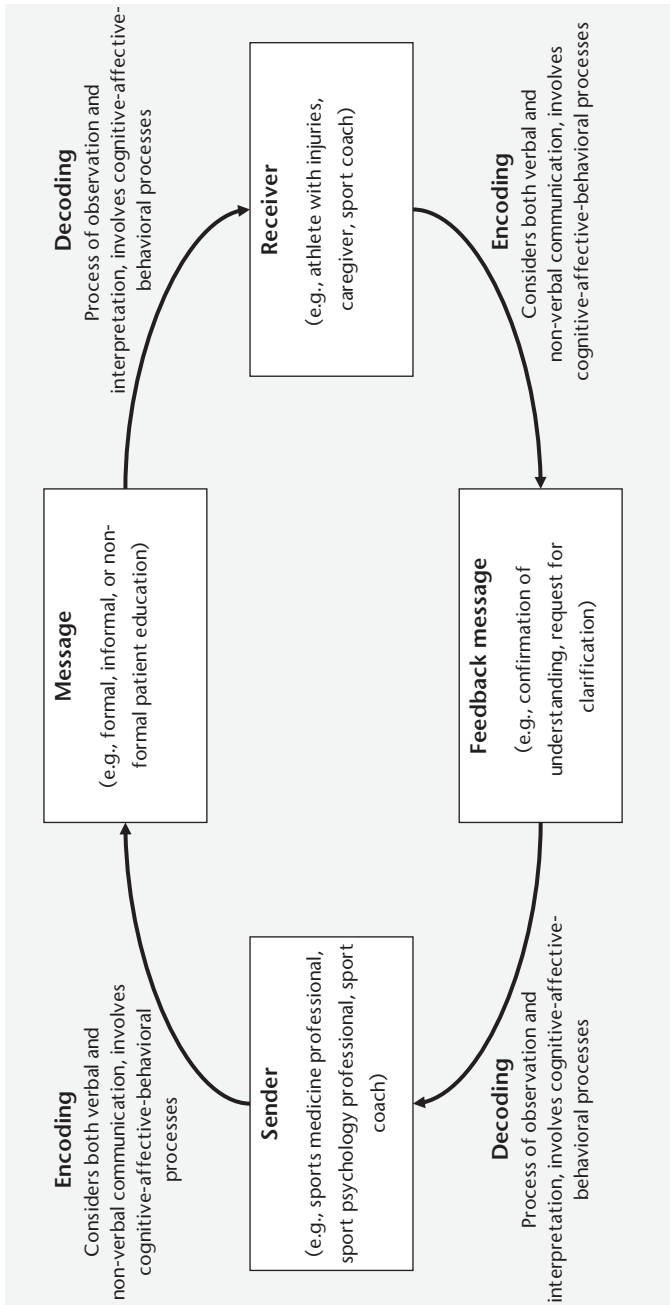 Encoding
Considers both verbal and
non-verbal communication, involves
cognitive-affective-behavioral
processes
Message
(e.g., formal, informal, or non-
formal patient education)
Decoding
Process of observation and
interpretation, involves cognitive-affective-
behavioral processes
Sender
(e.g., sports medicine professional,
sport psychology professional, sport
coach)
Receiver
(e.g., athlete with injuries,
caregiver, sport coach)
Decoding
Process of observation and
interpretation, involves cognitive-affective-
behavioral processes
Feedback message
(e.g., confirmation of
understanding, request for
clarification)
Encoding
Considers both verbal and
non-verbal communication, involves
cognitive-affective-behavioral processes